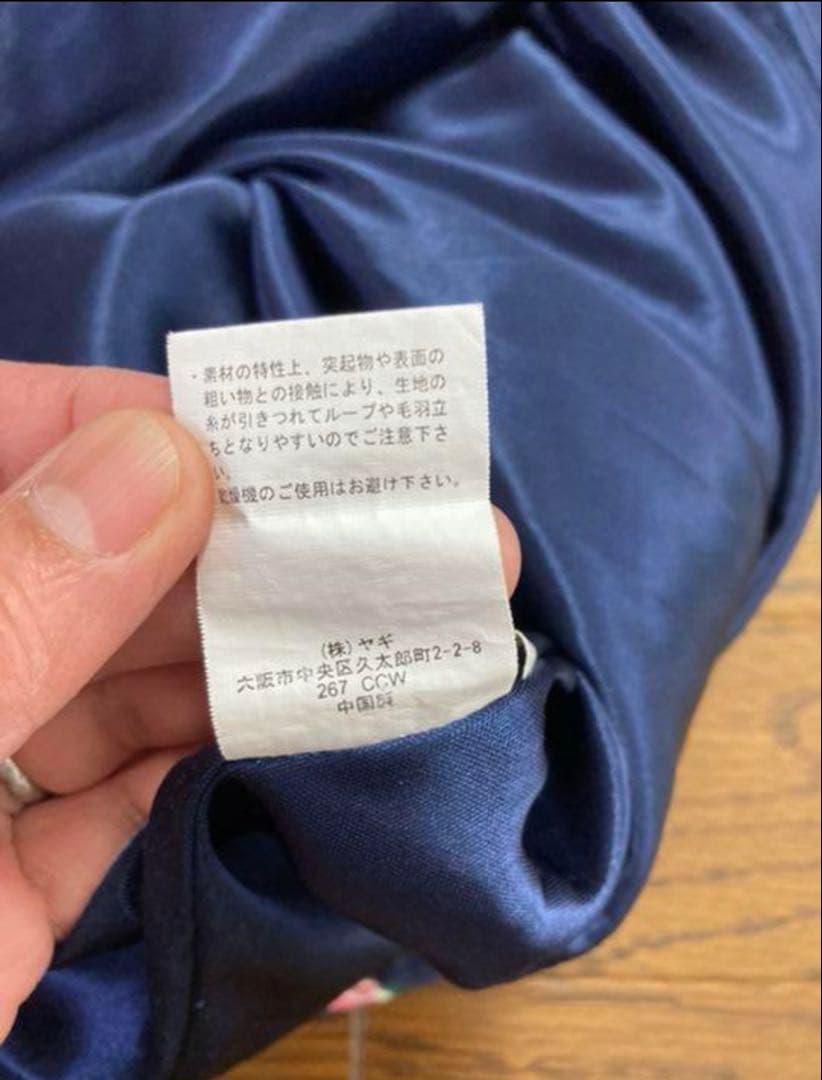 ・素材の特性上、突起物や表面の
粗い物との接触により、生地の
糸が引きつれてループや毛羽立
ちとなりやすいのでご注意下さ
い。
乾燥機のご使用はお避け下さい。
(株)ヤギ
大阪市中央区久太郎町2-2-8
267 CCW
中国製